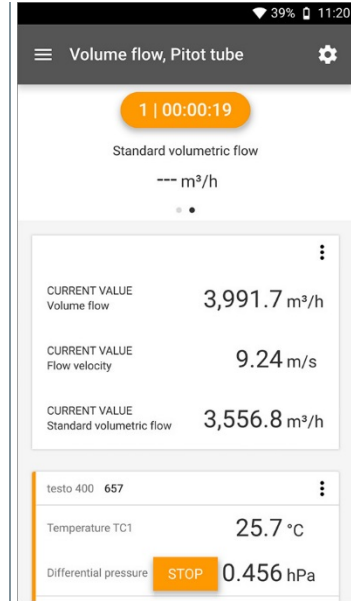 39% 11:20
Volume flow, Pitot tube
1 | 00:00:19
Standard volumetric flow
--- m³/h
CURRENT VALUE
Volume flow 3,991.7 m³/h
CURRENT VALUE
Flow velocity 9.24 m/s
CURRENT VALUE
Standard volumetric flow 3,556.8 m³/h
testo 400 657
Temperature TC1 25.7 °C
Differential pressure STOP 0.456 hPa